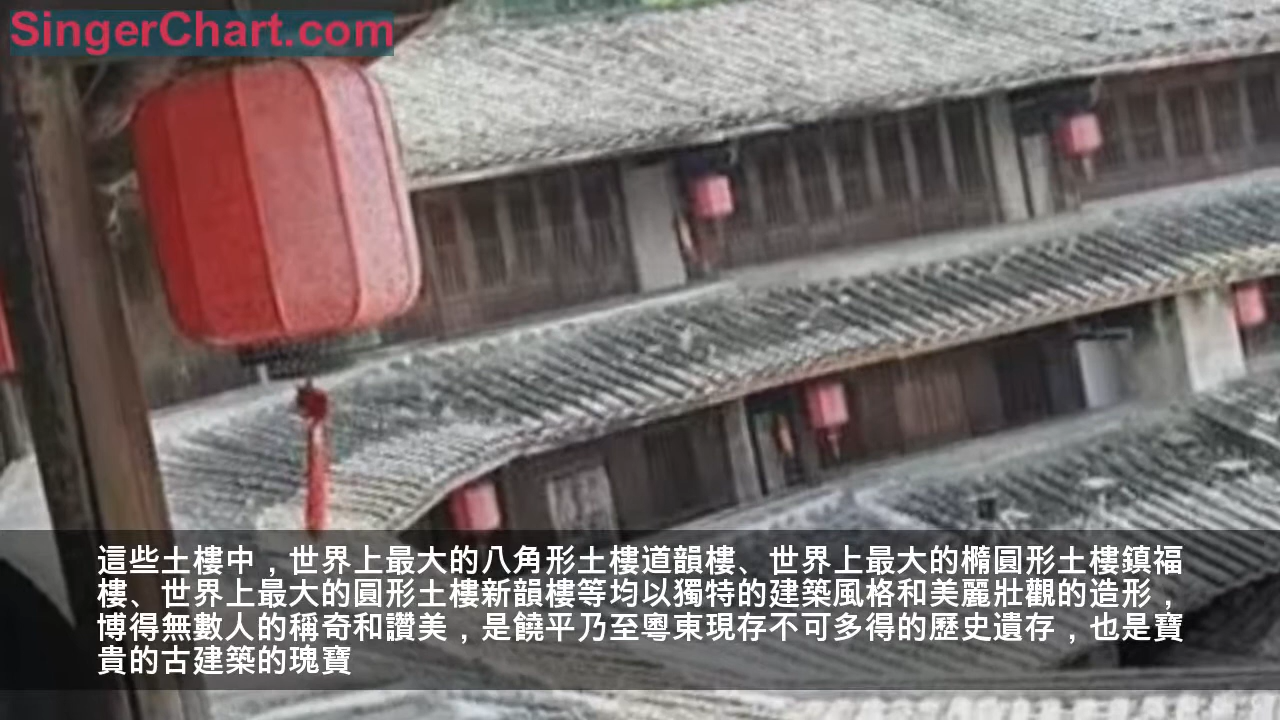 SingerChart.com
這些土樓中，世界上最大的八角形土樓道韻樓、世界上最大的橢圓形土樓鎮福
樓、世界上最大的圓形土樓新韻樓等均以獨特的建築風格和美麗壯觀的造形，
博得無數人的稱奇和讚美，是饒平乃至粵東現存不可多得的歷史遺存，也是寶
貴的古建築的瑰寶